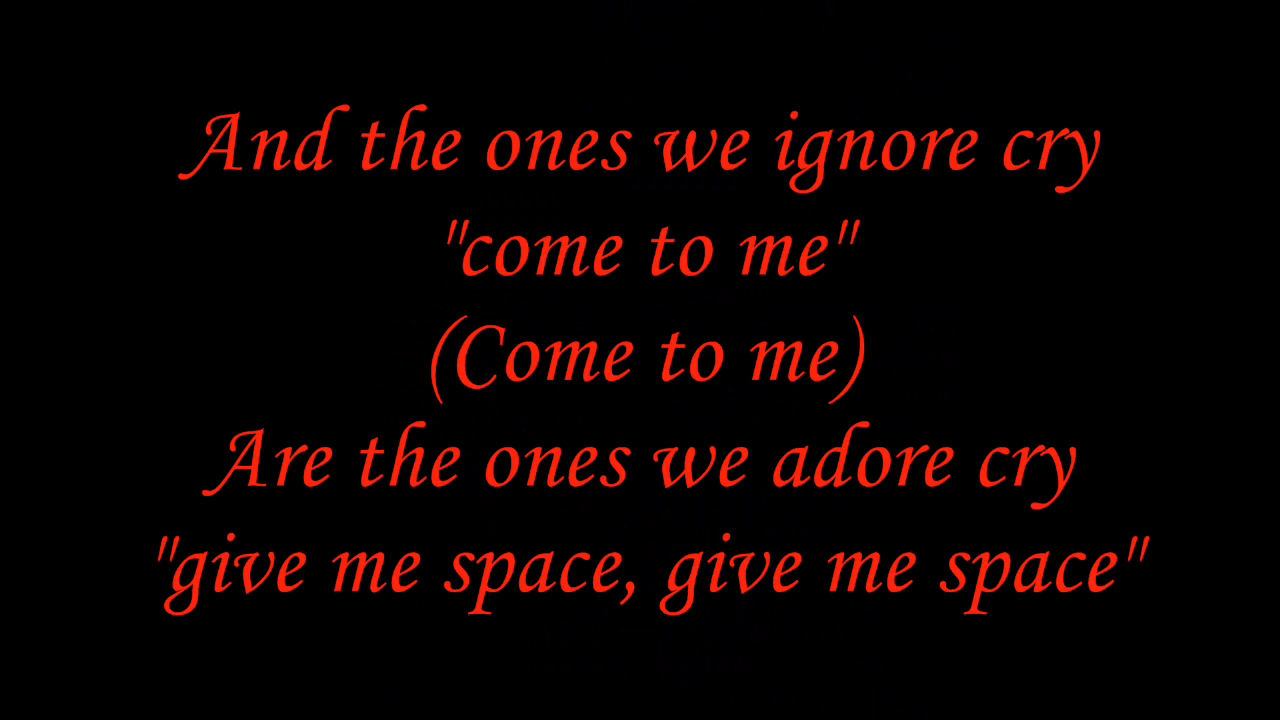 And the ones we ignore cry
"come to me"
(Come to me)
Are the ones we adore cry
"give me space, give me space"